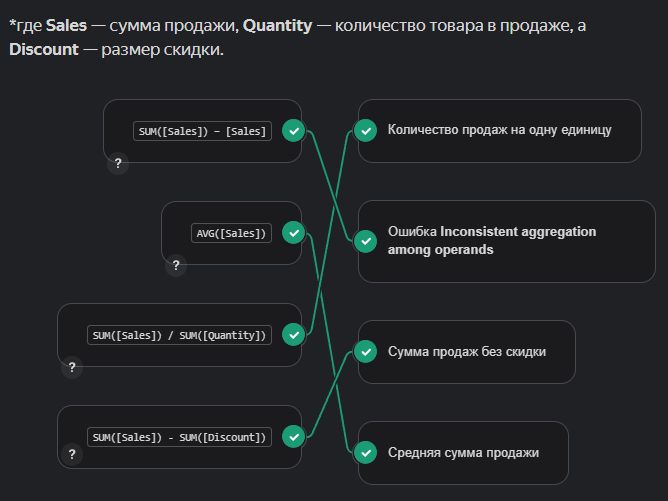 *где Sales — сумма продажи, Quantity — количество товара в продаже, а
Discount — размер скидки.
SUM([Sales]) – [Sales]
?
Количество продаж на одну единицу
AVG([Sales])
?
Ошибка Inconsistent aggregation
among operands
SUM([Sales]) / SUM([Quantity])
?
Сумма продаж без скидки
SUM([Sales]) - SUM([Discount])
?
Средняя сумма продажи